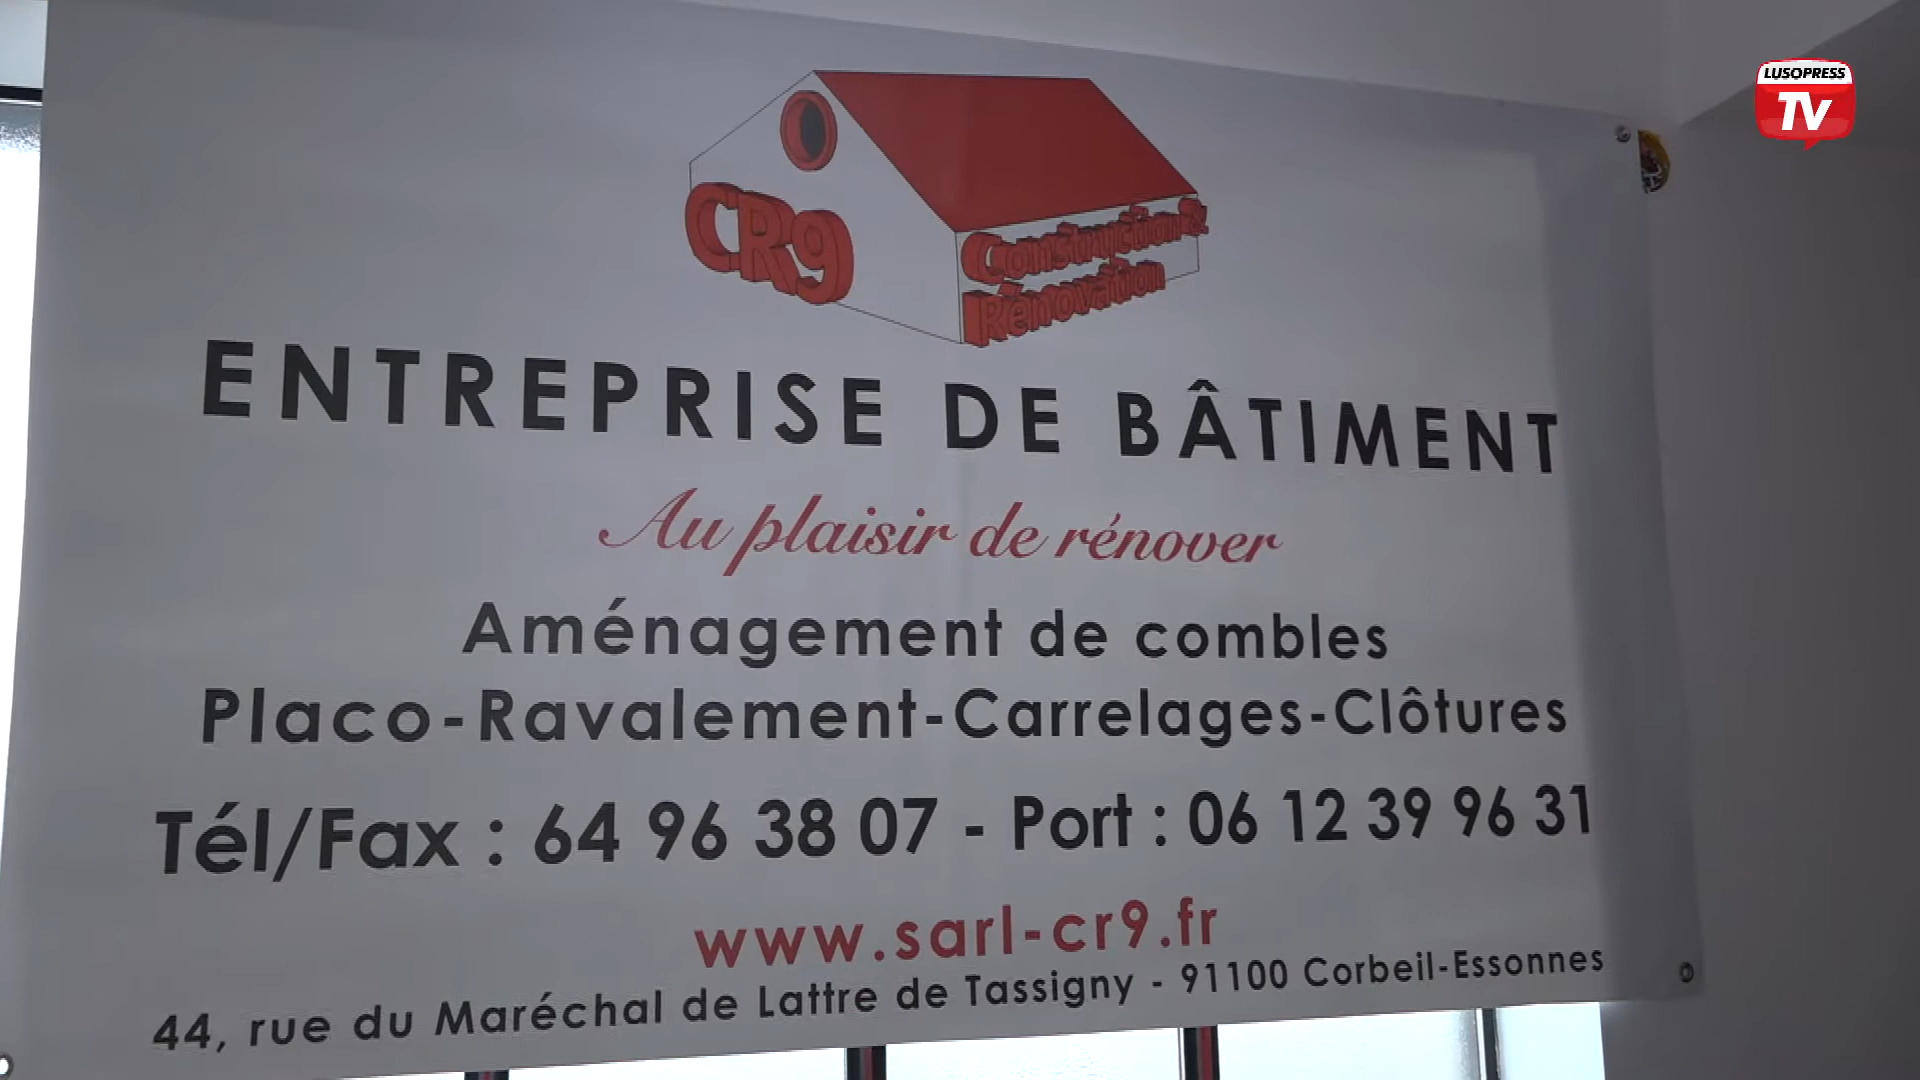 LUSOPRESS
TV
CR9
Construction &
Rénovation
ENTREPRISE DE BÂTIMENT
Au plaisir de rénover
Aménagement de combles
Placo-Ravalement-Carrelages-Clôtures
Tél/Fax : 64 96 38 07 - Port : 06 12 39 96 31
www.sarl-cr9.fr
44, rue du Maréchal de Lattre de Tassigny - 91100 Corbeil-Essonnes